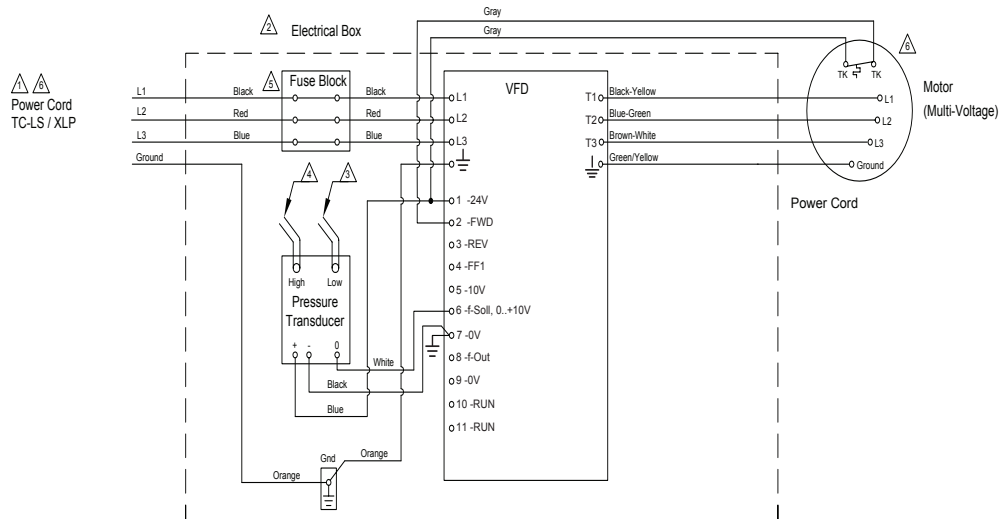 Gray
2 Electrical Box
Gray
6
1 6
Power Cord
TC-LS / XLP
5 Fuse Block
VFD
TK TK
Motor
(Multi-Voltage)
L1 Black Black L1 T1 Black-Yellow L1
L2 Red Red L2 T2 Blue-Green L2
L3 Blue Blue L3 T3 Brown-White L3
Ground Green/Yellow Ground
4 3
Power Cord
1 -24V
2 -FWD
3 -REV
4 -FF1
5 -10V
6 -f-Soll, 0..+10V
7 -0V
8 -f-Out
9 -0V
10 -RUN
11 -RUN
High Low
Pressure
Transducer
+ - 0
White
Black
Blue
Gnd Orange
Orange